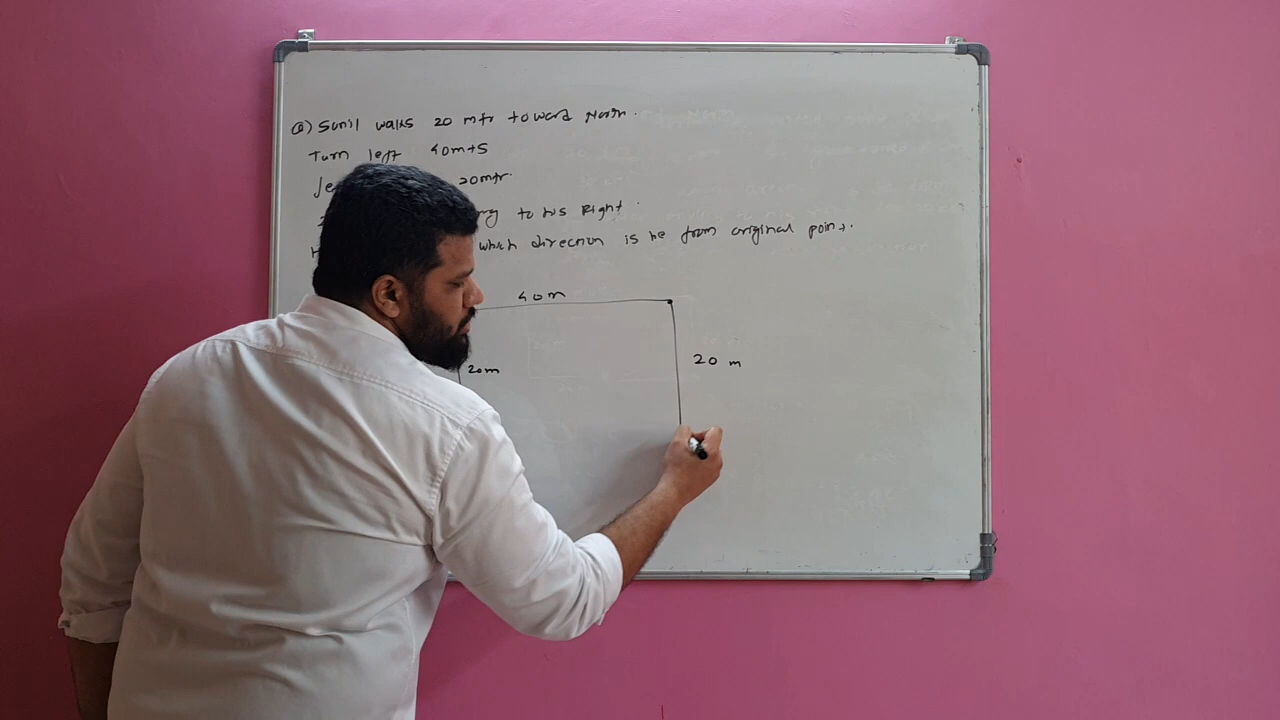 Q) Sunil walks 20 mtr toward North.
Turn left 40mts
20mtr.
to his Right.
which direction is he from original point.
40m
20m
20 m